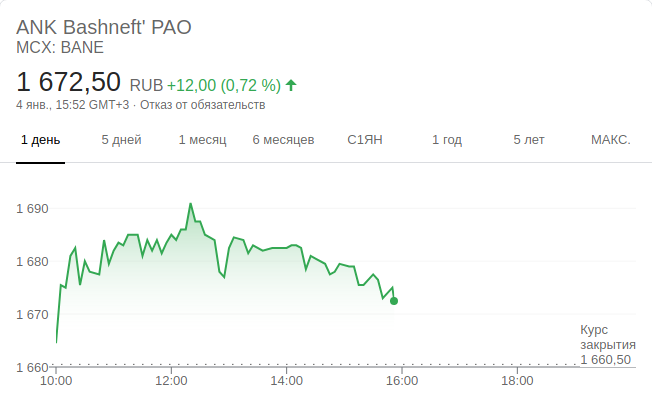 ANK Bashneft' PAO
MCX: BANE
1 672,50 RUB +12,00 (0,72 %)
4 янв., 15:52 GMT+3 · Отказ от обязательств
1 день 5 дней 1 месяц 6 месяцев С1ЯН 1 год 5 лет МАКС.
1 690
1 680
1 670
Курс
закрытия
1 660,50
1 660
10:00 12:00 14:00 16:00 18:00